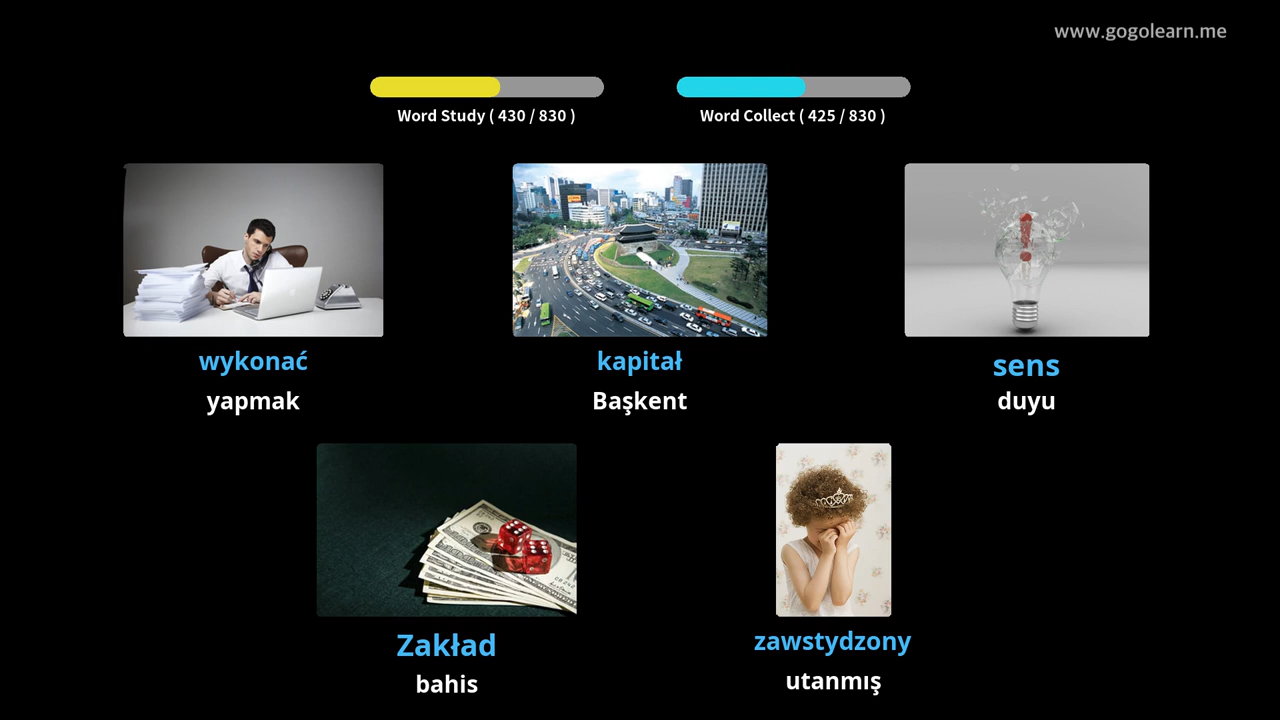 www.gogolearn.me
Word Study ( 430 / 830 )
Word Collect ( 425 / 830 )
wykonać
yapmak
kapitał
Başkent
sens
duyu
Zakład
bahis
zawstydzony
utanmış